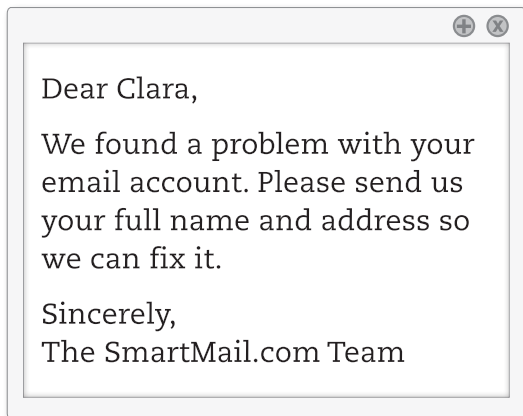 Dear Clara,
We found a problem with your
email account. Please send us
your full name and address so
we can fix it.
Sincerely,
The SmartMail.com Team